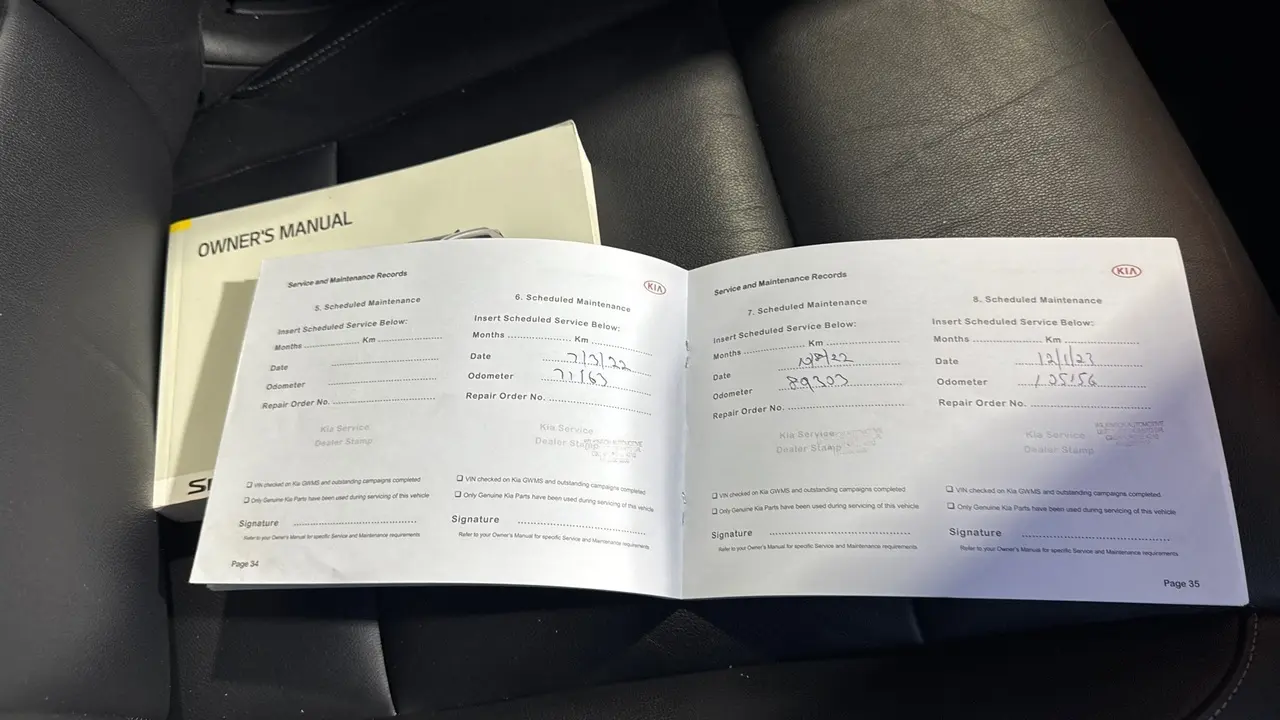 OWNER'S MANUAL
Service and Maintenance Records
5. Scheduled Maintenance
Insert Scheduled Service Below:
Months .................... Km ....................
Date ....................
Odometer ....................
Repair Order No. ....................
Kia Service
Dealer Stamp
❑ VIN checked on Kia GWMS and outstanding campaigns completed
❑ Only Genuine Kia Parts have been used during servicing of this vehicle
Signature ....................
Refer to your Owner's Manual for specific Service and Maintenance requirements
Page 34
KIA
6. Scheduled Maintenance
Insert Scheduled Service Below:
Months .................... Km ....................
Date 7/3/22
Odometer 71163
Repair Order No. ....................
Kia Service
Dealer Stamp
❑ VIN checked on Kia GWMS and outstanding campaigns completed
❑ Only Genuine Kia Parts have been used during servicing of this vehicle
Signature ....................
Refer to your Owner's Manual for specific Service and Maintenance requirements
Service and Maintenance Records
7. Scheduled Maintenance
Insert Scheduled Service Below:
Months .................... Km ....................
Date
Odometer 89303
Repair Order No. ....................
Kia Service
Dealer Stamp
❑ VIN checked on Kia GWMS and outstanding campaigns completed
❑ Only Genuine Kia Parts have been used during servicing of this vehicle
Signature ....................
Refer to your Owner's Manual for specific Service and Maintenance requirements
KIA
8. Scheduled Maintenance
Insert Scheduled Service Below:
Months .................... Km ....................
Date 12/1/23
Odometer
Repair Order No. ....................
Kia Service
Dealer Stamp
❑ VIN checked on Kia GWMS and outstanding campaigns completed
❑ Only Genuine Kia Parts have been used during servicing of this vehicle
Signature ....................
Refer to your Owner's Manual for specific Service and Maintenance requirements
Page 35